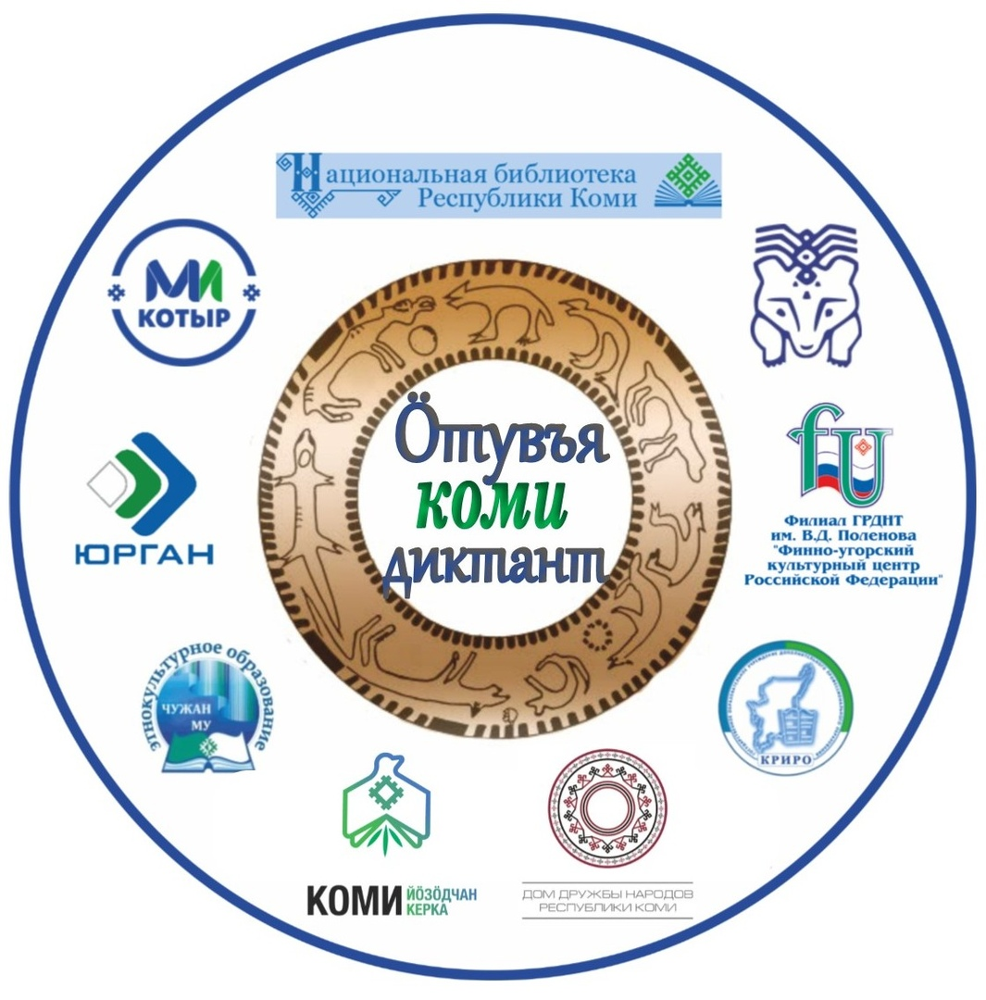 Национальная библиотека
Республики Коми
МИ
КОТЫР
Ӧтувъя
коми
диктант
fU
Филиал ГРДНТ
им. В.Д. Поленова
"Финно-угорский
культурный центр
Российской Федерации"
ЮРГАН
этнокультурное образование
ЧУЖАН
МУ
КРИРО
КОМИ ЙӦЗӦДЧАН
КЕРКА
ДОМ ДРУЖБЫ НАРОДОВ
РЕСПУБЛИКИ КОМИ